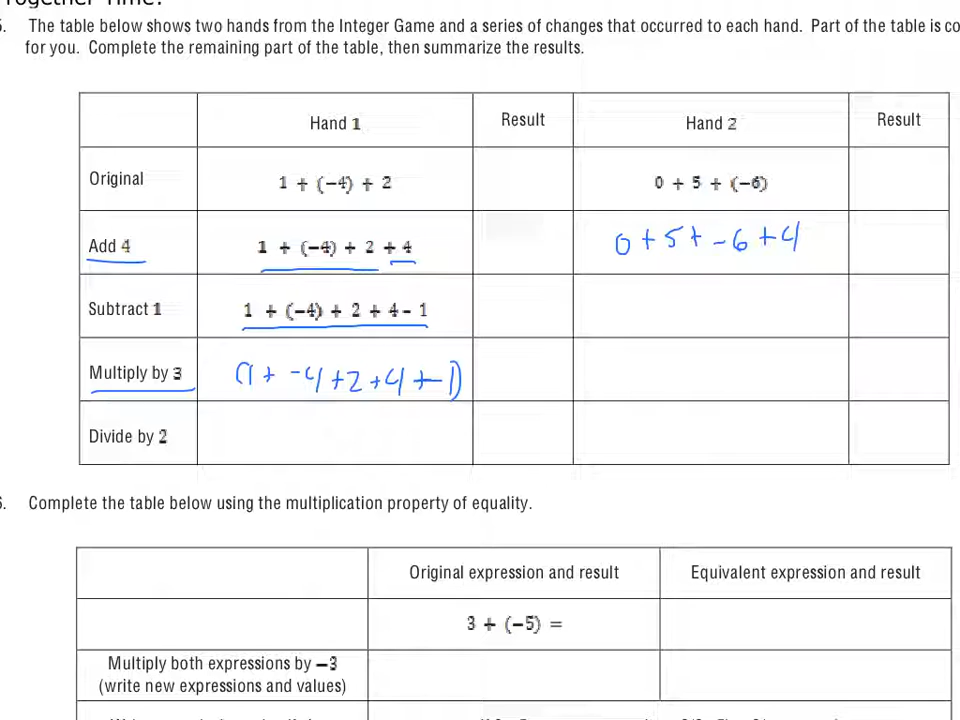 Together Time!
5. The table below shows two hands from the Integer Game and a series of changes that occurred to each hand. Part of the table is co
for you. Complete the remaining part of the table, then summarize the results.
Hand 1 Result Hand 2 Result
Original 1 + (−4) + 2 0 + 5 + (−6)
Add 4 1 + (−4) + 2 + 4 0 + 5 + - 6 + 4
Subtract 1 1 + (−4) + 2 + 4 - 1
Multiply by 3 (1 + -4 + 2 + 4 + -1)
Divide by 2
6. Complete the table below using the multiplication property of equality.
Original expression and result Equivalent expression and result
3 + (−5) =
Multiply both expressions by −3
(write new expressions and values)